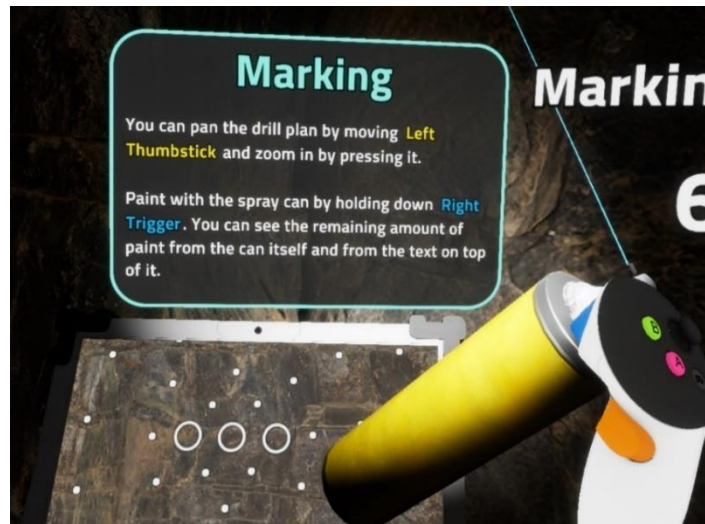 Marking
You can pan the drill plan by moving Left
Thumbstick and zoom in by pressing it.
Paint with the spray can by holding down Right
Trigger. You can see the remaining amount of
paint from the can itself and from the text on top
of it.
Markin
6
B
A